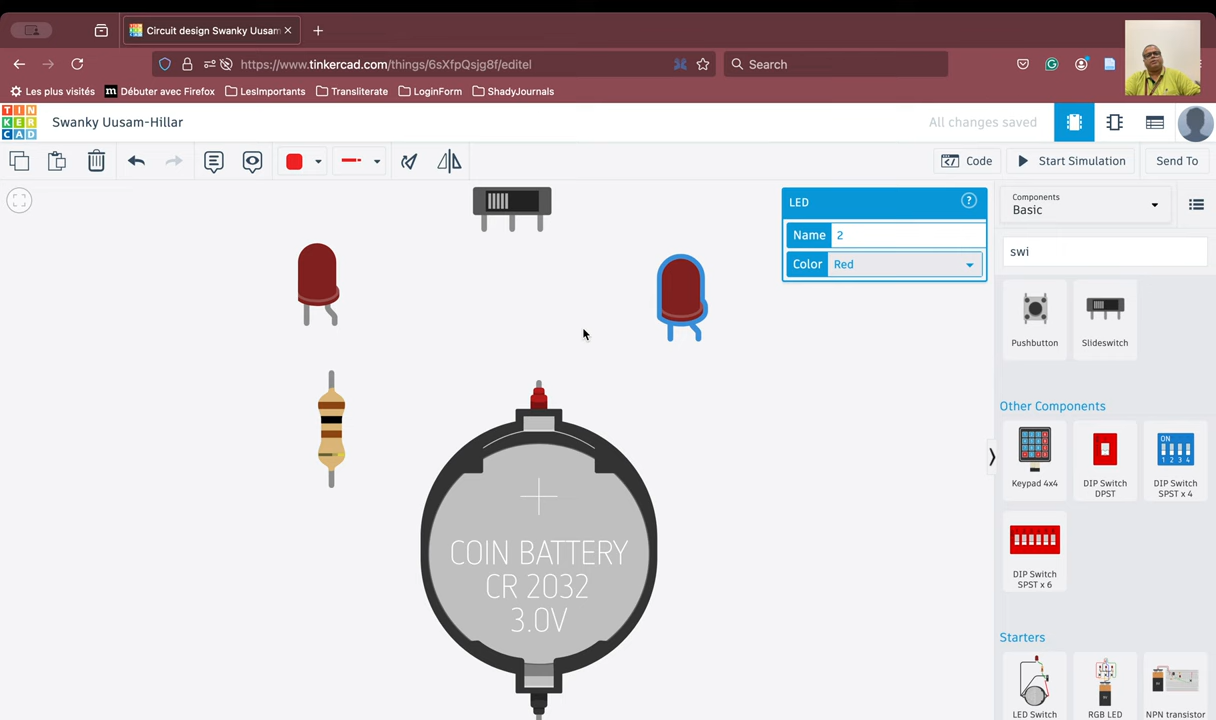 Circuit design Swanky Uusam
https://www.tinkercad.com/things/6sXfpQsjg8f/editel
Search
Les plus visités
Débuter avec Firefox
LesImportants
Transliterate
LoginForm
ShadyJournals
TIN
KER
CAD
Swanky Uusam-Hillar
All changes saved
Code
Start Simulation
Send To
LED
?
Name 2
Color Red
Components
Basic
swi
Pushbutton
Slideswitch
Other Components
ON
1 2 3 4
Keypad 4x4
DIP Switch
DPST
DIP Switch
SPST x 4
DIP Switch
SPST x 6
Starters
LED Switch
RGB LED
NPN transistor
COIN BATTERY
CR 2032
3.0V